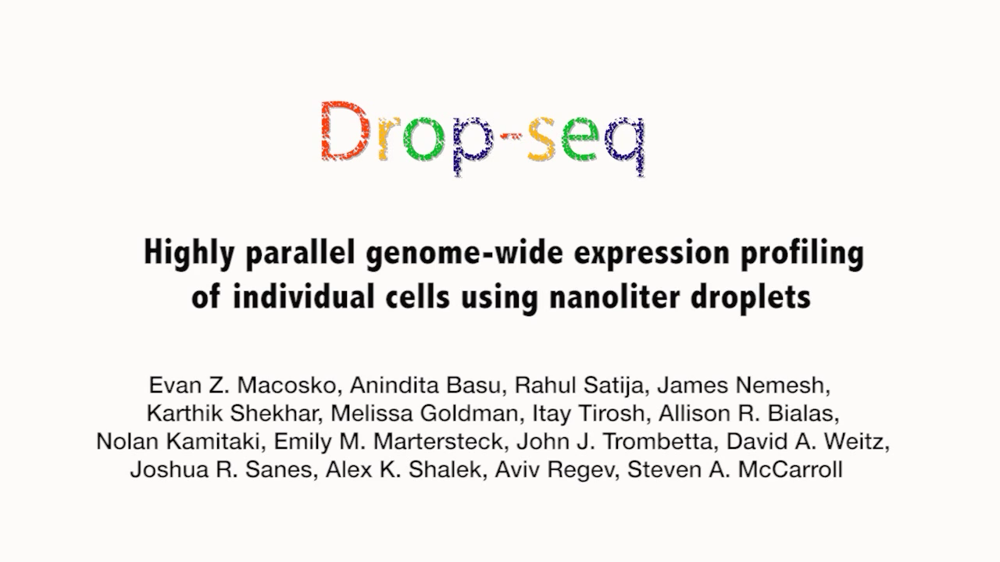 Drop-seq
Highly parallel genome-wide expression profiling
of individual cells using nanoliter droplets
Evan Z. Macosko, Anindita Basu, Rahul Satija, James Nemesh,
Karthik Shekhar, Melissa Goldman, Itay Tirosh, Allison R. Bialas,
Nolan Kamitaki, Emily M. Martersteck, John J. Trombetta, David A. Weitz,
Joshua R. Sanes, Alex K. Shalek, Aviv Regev, Steven A. McCarroll